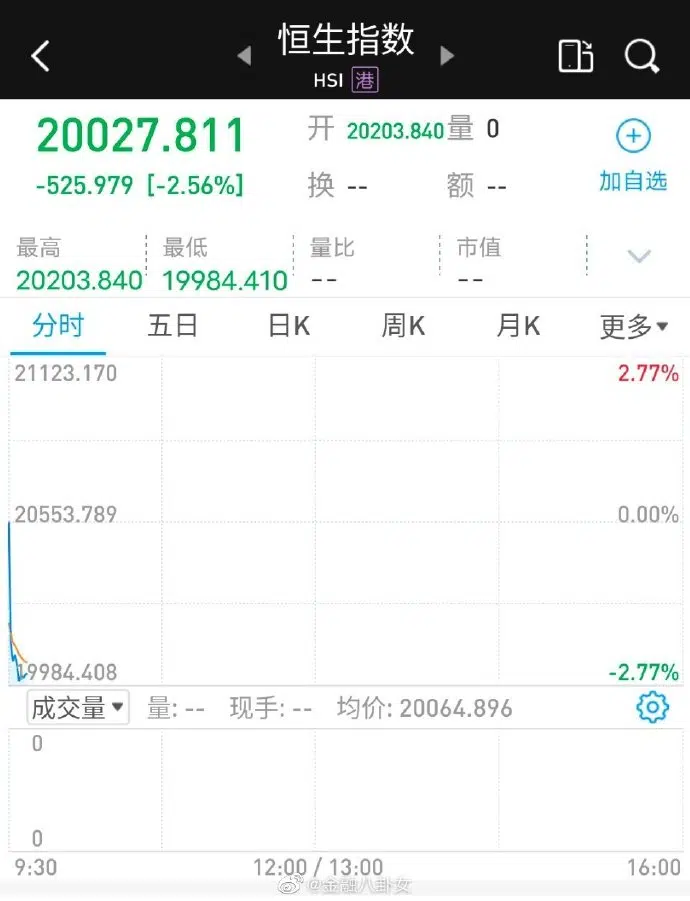 恒生指数
HSI 港
20027.811
-525.979 [-2.56%]
开 20203.840 量 0
换 -- 额 --
加自选
最高 最低 量比 市值
20203.840 19984.410 -- --
分时 五日 日K 周K 月K 更多
21123.170 2.77%
20553.789 0.00%
19984.408 -2.77%
成交量 量: -- 现手: -- 均价: 20064.896
0
0
9:30 12:00 / 13:00 16:00
@金融八卦女